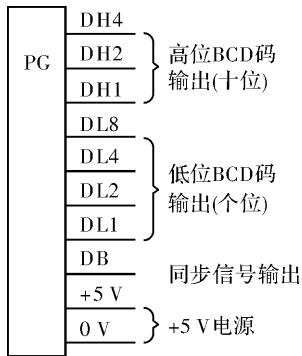 PG
DH4
DH2
DH1
高位BCD码
输出(十位)
DL8
DL4
DL2
DL1
低位BCD码
输出(个位)
DB
同步信号输出
+5 V
0 V
+5 V电源